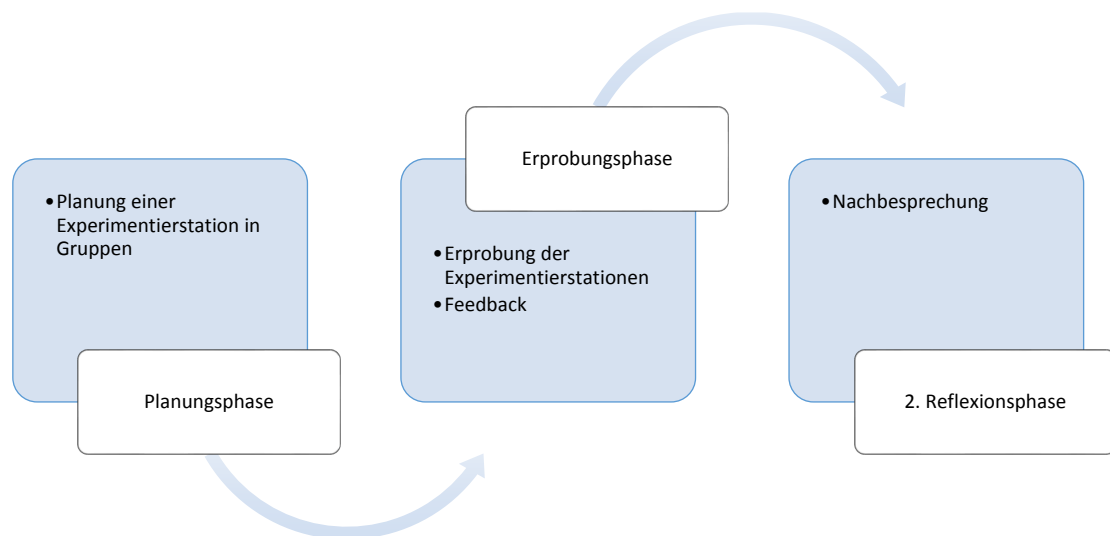 •Planung einer
Experimentierstation in
Gruppen
Planungsphase
Erprobungsphase
•Erprobung der
Experimentierstationen
•Feedback
•Nachbesprechung
2. Reflexionsphase